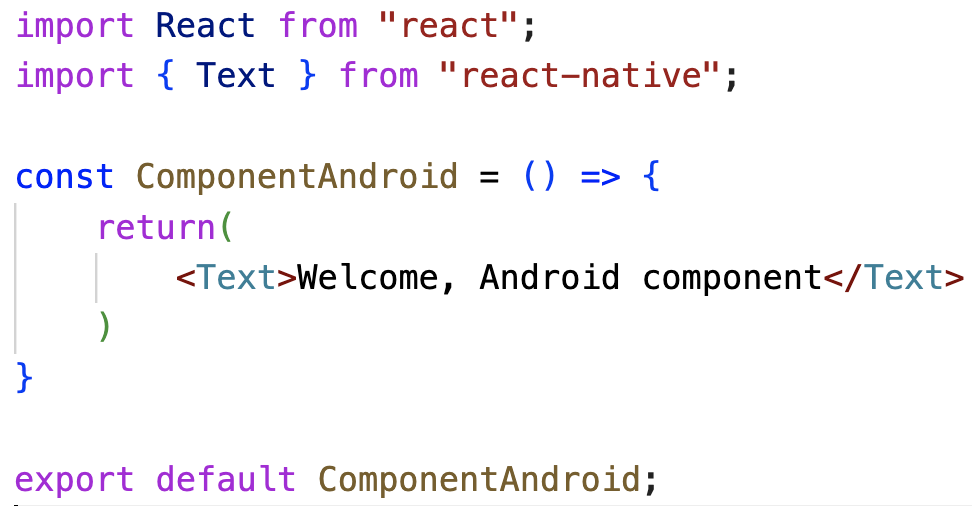 import React from "react";
import { Text } from "react-native";
const ComponentAndroid = () => {
    return(
        <Text>Welcome, Android component</Text>
    )
}
export default ComponentAndroid;